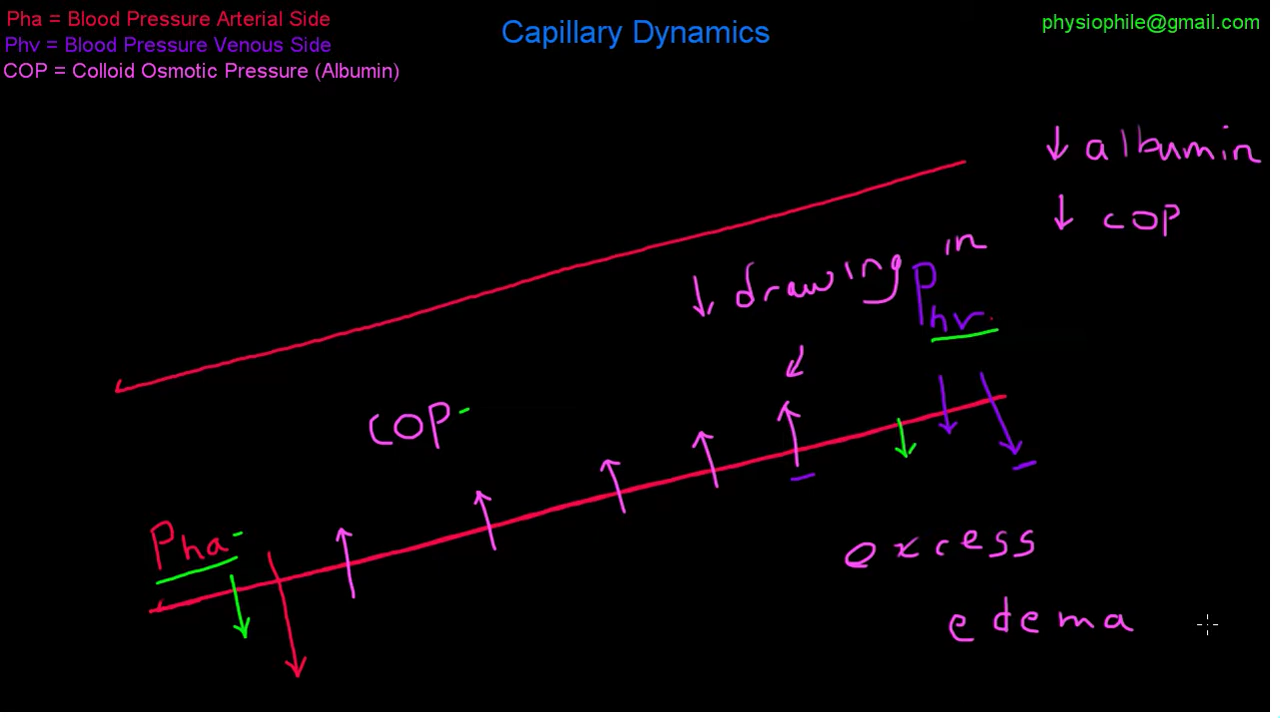 Pha = Blood Pressure Arterial Side
Phv = Blood Pressure Venous Side
COP = Colloid Osmotic Pressure (Albumin)
Capillary Dynamics
physiophile@gmail.com
↓ albumin
↓ COP
↓ drawing in
Phv
COP
Pha
excess
edema